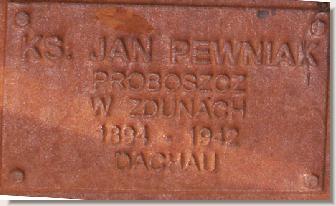 KS. JAN PEWNIAK
PROBOSZCZ
W ZDUNACH
1894 - 1942
DACHAU